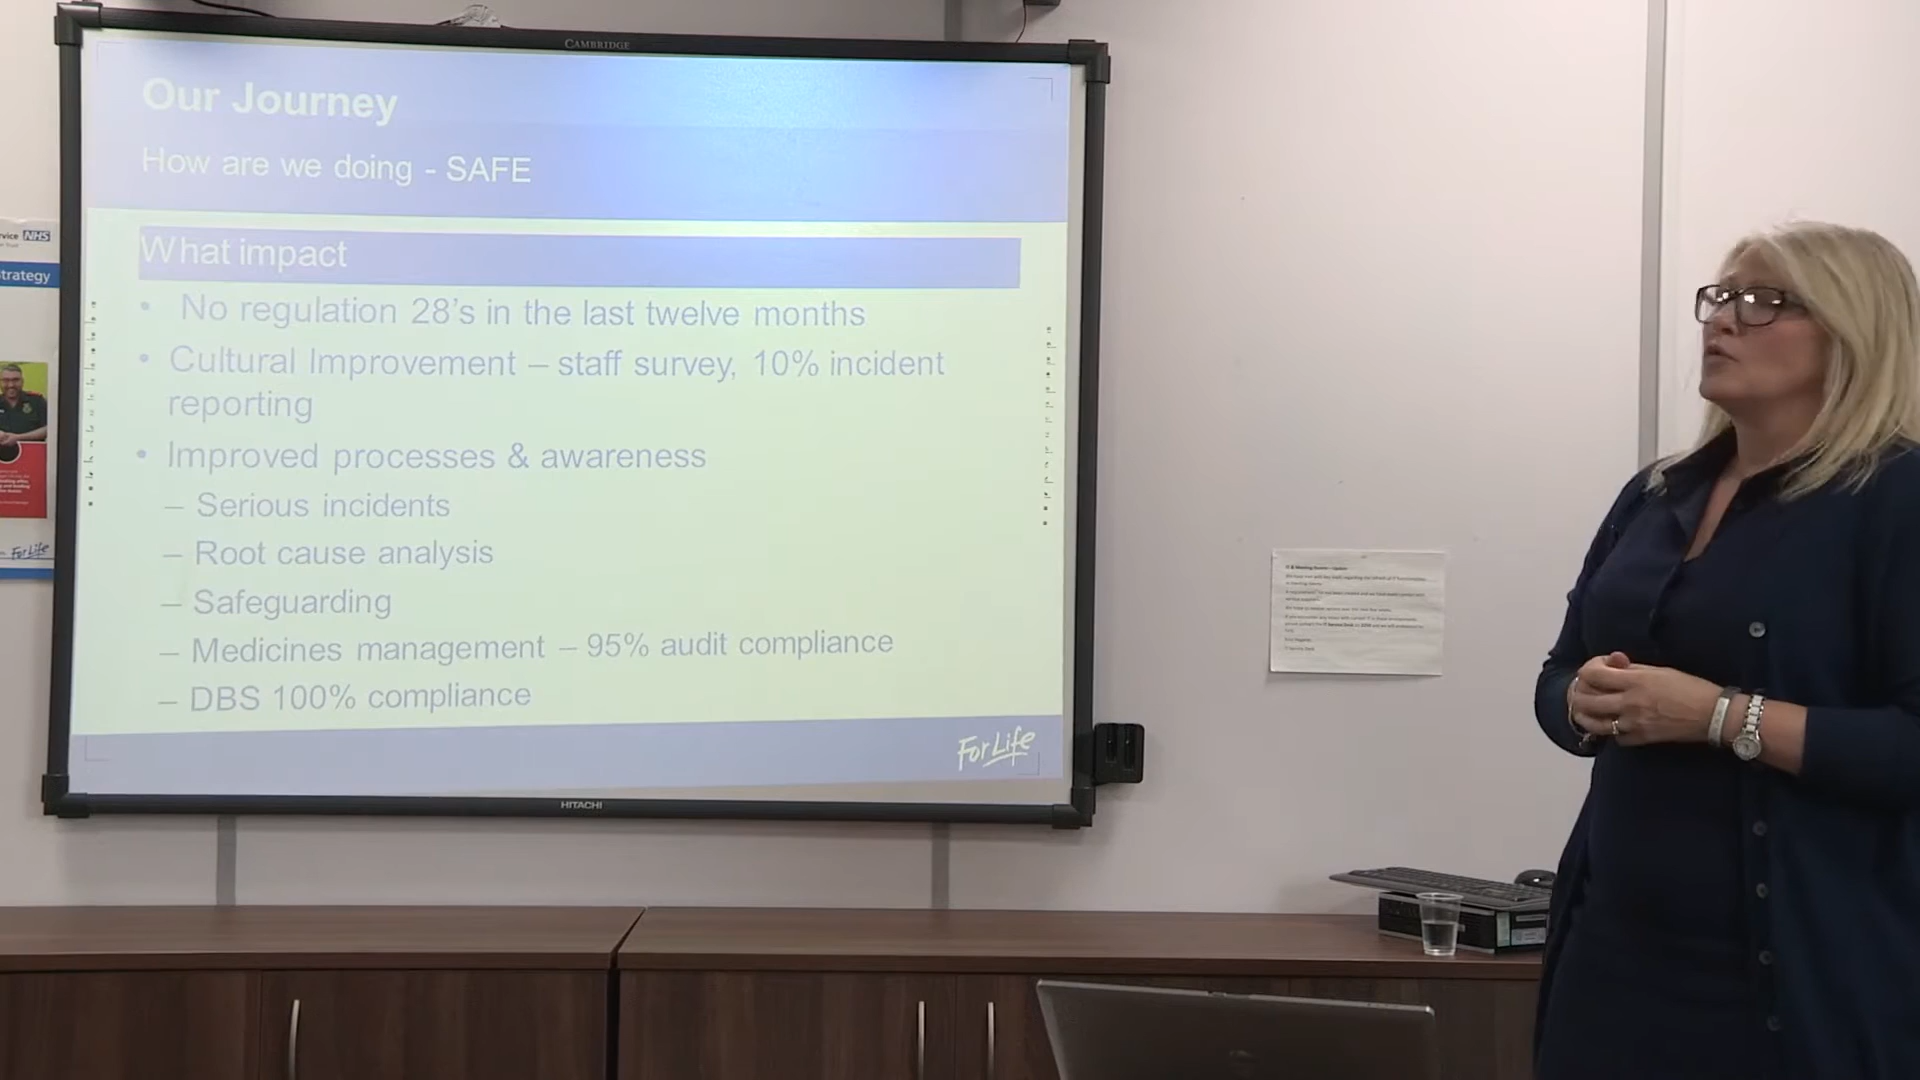 CAMBRIDGE
Our Journey
How are we doing - SAFE
What impact
• No regulation 28's in the last twelve months
• Cultural Improvement – staff survey, 10% incident
reporting
• Improved processes & awareness
– Serious incidents
– Root cause analysis
– Safeguarding
– Medicines management – 95% audit compliance
– DBS 100% compliance
For Life
HITACHI
NHS
For Life